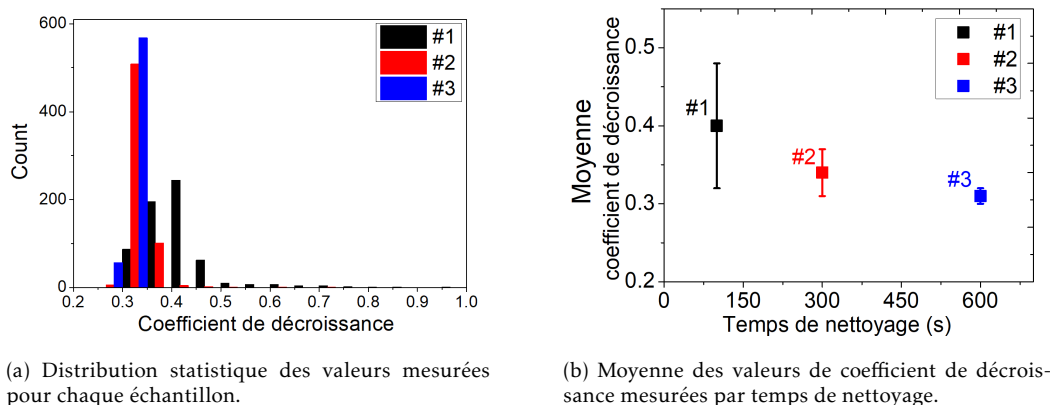 600
400
200
0
Count
#1
#2
#3
0.2 0.3 0.4 0.5 0.6 0.7 0.8 0.9 1.0
Coefficient de décroissance
(a) Distribution statistique des valeurs mesurées
pour chaque échantillon.
0.5
0.4
0.3
0.2
Moyenne
coefficient de décroissance
#1
#2
#3
#1
#2
#3
0 150 300 450 600
Temps de nettoyage (s)
(b) Moyenne des valeurs de coefficient de décrois-
sance mesurées par temps de nettoyage.